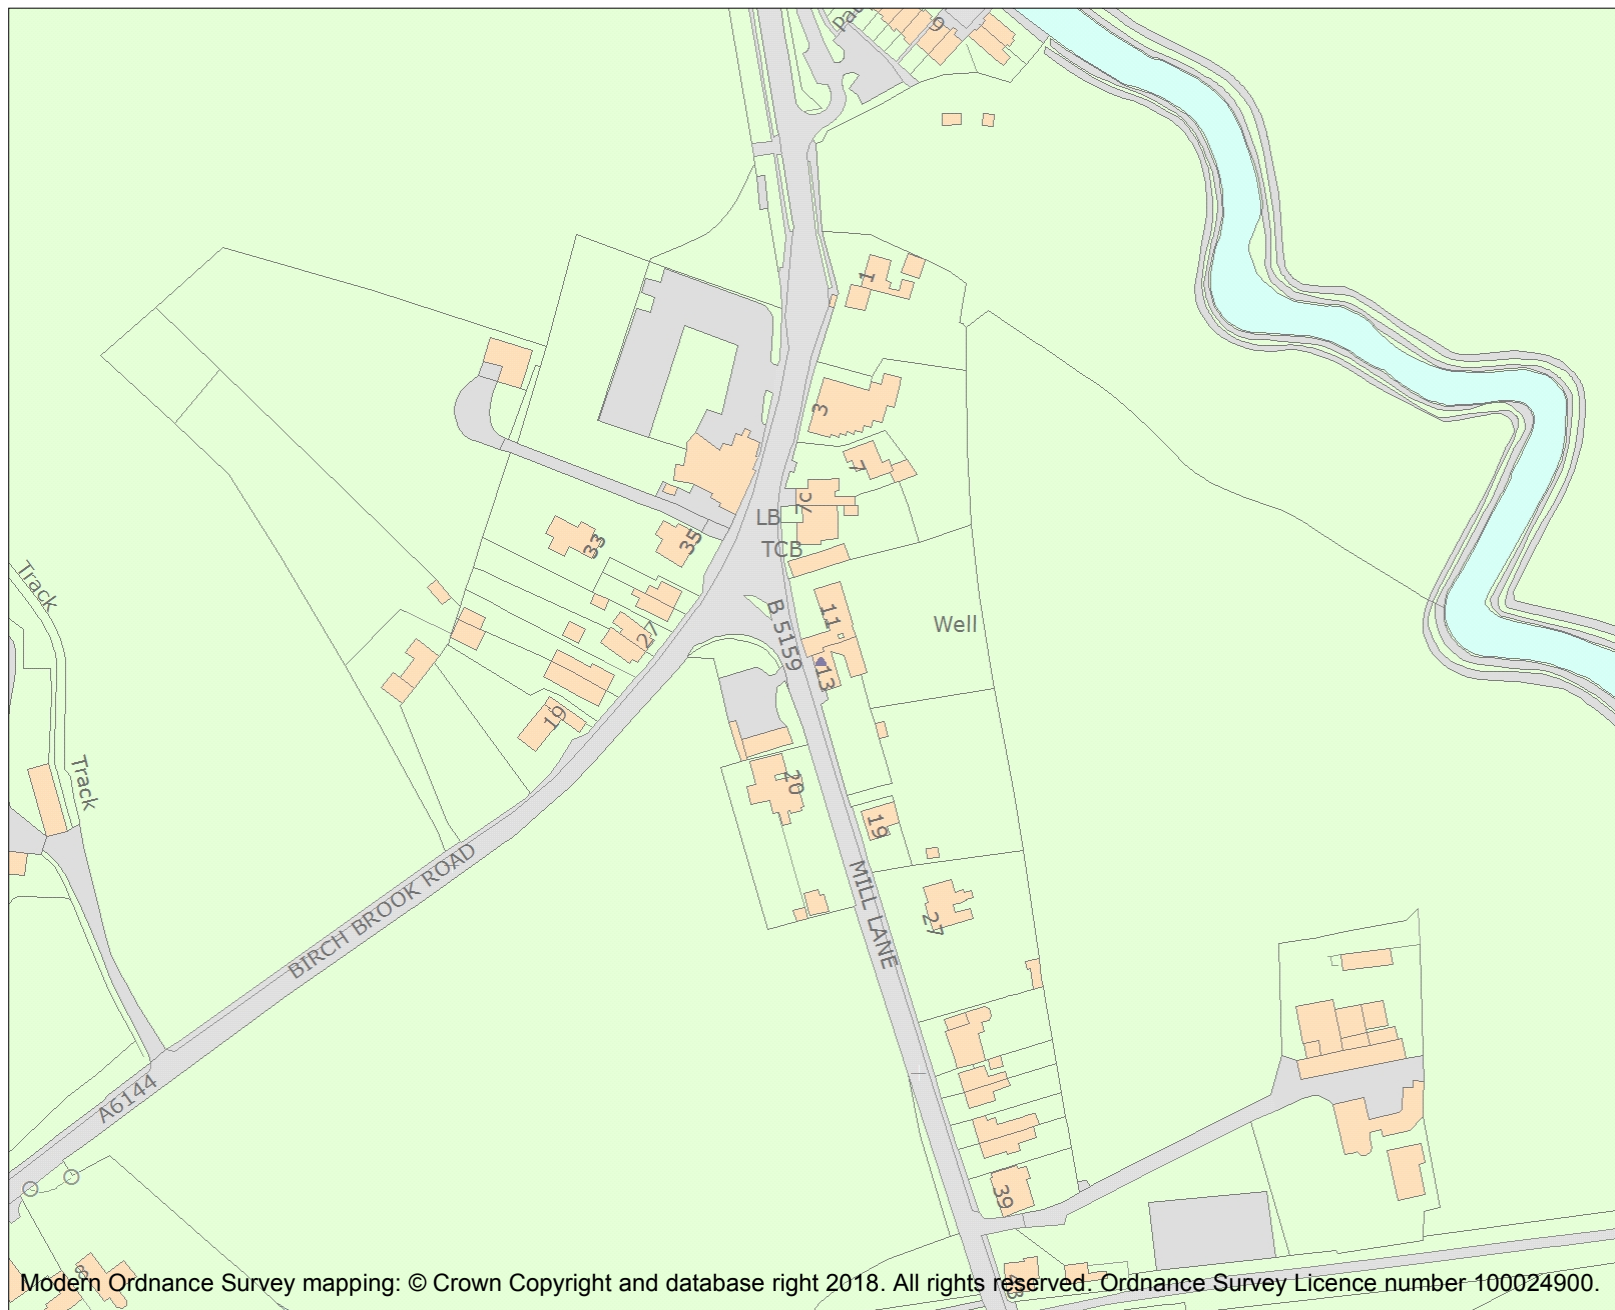 9
1
3
7
7c
LB
TCB
33
35
Track
B 5159
11
Well
27
13
19
Track
20
19
BIRCH BROOK ROAD
MILL LANE
27
A6144
39
Modern Ordnance Survey mapping: © Crown Copyright and database right 2018. All rights reserved. Ordnance Survey Licence number 100024900.